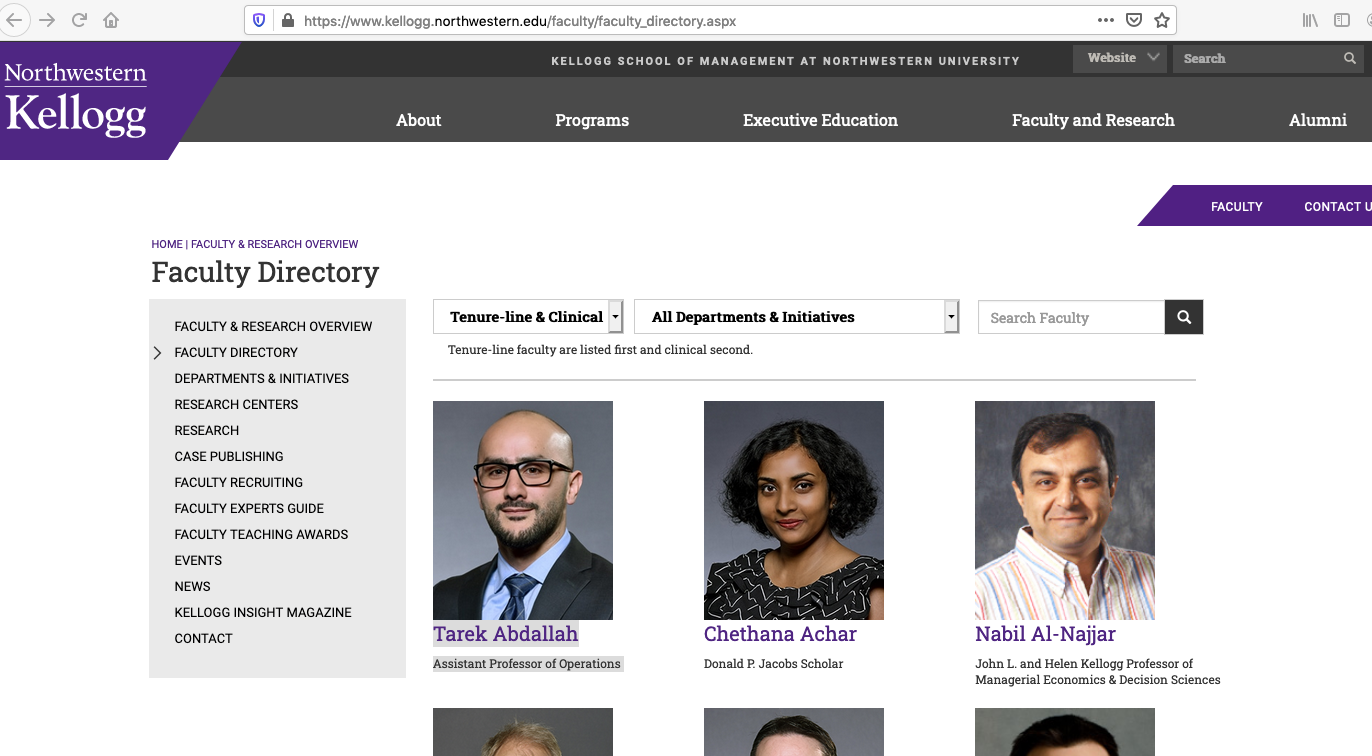 https://www.kellogg.northwestern.edu/faculty/faculty_directory.aspx
KELLOGG SCHOOL OF MANAGEMENT AT NORTHWESTERN UNIVERSITY
Website
Search
Northwestern
Kellogg
About
Programs
Executive Education
Faculty and Research
Alumni
FACULTY
CONTACT U
HOME | FACULTY & RESEARCH OVERVIEW
Faculty Directory
FACULTY & RESEARCH OVERVIEW
FACULTY DIRECTORY
DEPARTMENTS & INITIATIVES
RESEARCH CENTERS
RESEARCH
CASE PUBLISHING
FACULTY RECRUITING
FACULTY EXPERTS GUIDE
FACULTY TEACHING AWARDS
EVENTS
NEWS
KELLOGG INSIGHT MAGAZINE
CONTACT
Tenure-line & Clinical
All Departments & Initiatives
Search Faculty
Tenure-line faculty are listed first and clinical second.
Tarek Abdallah
Assistant Professor of Operations
Chethana Achar
Donald P. Jacobs Scholar
Nabil Al-Najjar
John L. and Helen Kellogg Professor of
Managerial Economics & Decision Sciences